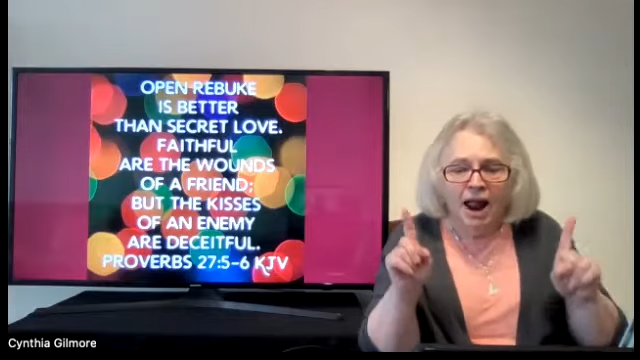 OPEN REBUKE
IS BETTER
THAN SECRET LOVE.
FAITHFUL
ARE THE WOUNDS
OF A FRIEND;
BUT THE KISSES
OF AN ENEMY
ARE DECEITFUL.
PROVERBS 27:5-6 KJV
Cynthia Gilmore